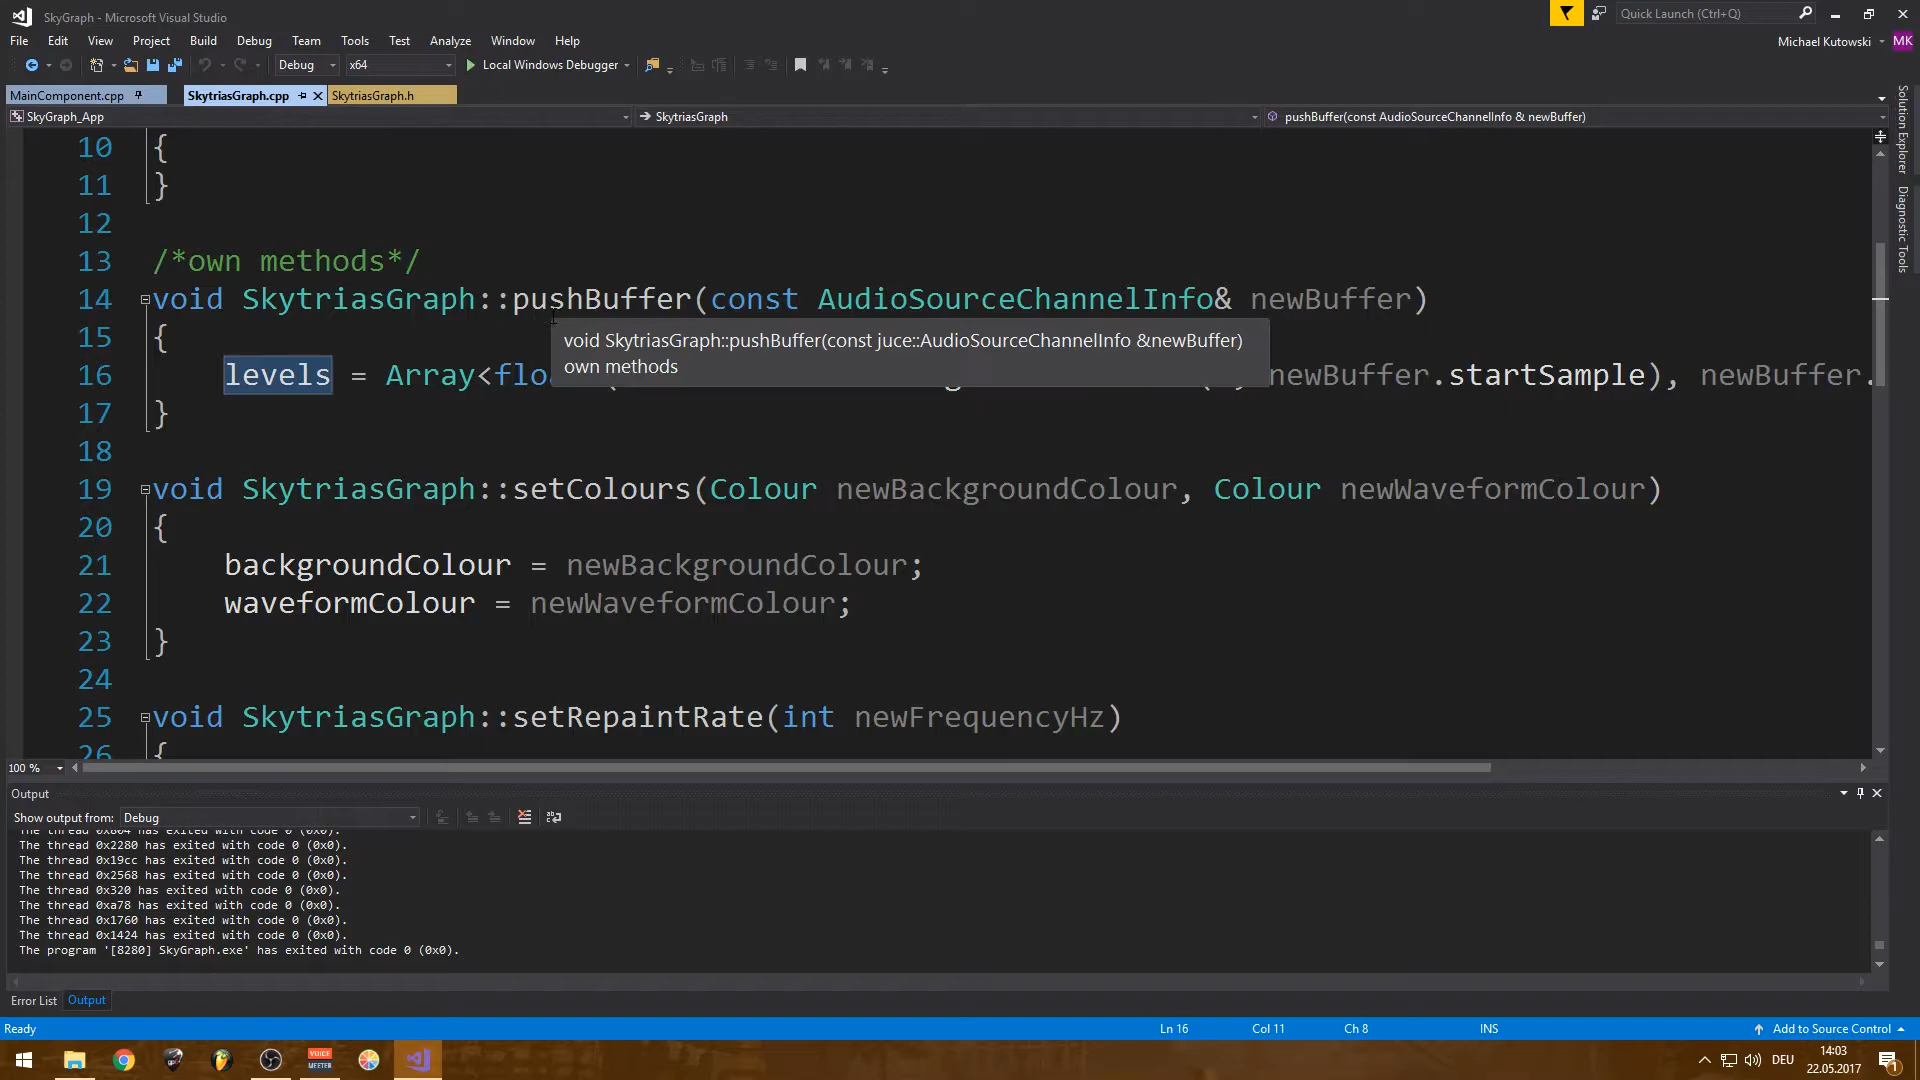 SkyGraph - Microsoft Visual Studio
Quick Launch (Ctrl+Q)
File Edit View Project Build Debug Team Tools Test Analyze Window Help
Michael Kutowski MK
Debug x64 Local Windows Debugger
MainComponent.cpp SkytriasGraph.cpp SkytriasGraph.h
SkyGraph_App SkytriasGraph pushBuffer(const AudioSourceChannelInfo & newBuffer)
Solution Explorer
Diagnostic Tools
10 {
11 }
12
13 /*own methods*/
14 void SkytriasGraph::pushBuffer(const AudioSourceChannelInfo& newBuffer)
15 {
void SkytriasGraph::pushBuffer(const juce::AudioSourceChannelInfo &newBuffer)
own methods
16 levels = Array<flo newBuffer.startSample), newBuffer.
17 }
18
19 void SkytriasGraph::setColours(Colour newBackgroundColour, Colour newWaveformColour)
20 {
21 backgroundColour = newBackgroundColour;
22 waveformColour = newWaveformColour;
23 }
24
25 void SkytriasGraph::setRepaintRate(int newFrequencyHz)
26 {
100 %
Output
Show output from: Debug
The thread 0x804 has exited with code 0 (0x0).
The thread 0x2280 has exited with code 0 (0x0).
The thread 0x19cc has exited with code 0 (0x0).
The thread 0x2568 has exited with code 0 (0x0).
The thread 0x320 has exited with code 0 (0x0).
The thread 0xa78 has exited with code 0 (0x0).
The thread 0x1760 has exited with code 0 (0x0).
The thread 0x1424 has exited with code 0 (0x0).
The program '[8280] SkyGraph.exe' has exited with code 0 (0x0).
Error List Output
Ready Ln 16 Col 11 Ch 8 INS Add to Source Control
VOICE
MEETER
DEU
14:03
22.05.2017
1